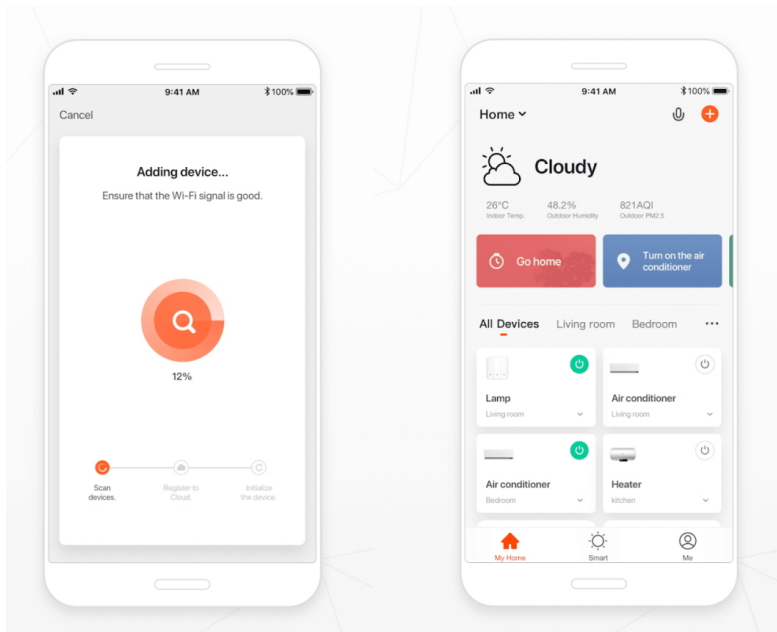 9:41 AM
100%
Cancel
Adding device...
Ensure that the Wi-Fi signal is good.
12%
Scan
devices.
Register to
Cloud.
Initialize
the device.
9:41 AM
100%
Home
Cloudy
26°C
48.2%
821AQI
Indoor Temp.
Outdoor Humidity
Outdoor PM2.5
Go home
Turn on the air
conditioner
All Devices
Living room
Bedroom
...
Lamp
Living room
Air conditioner
Living room
Air conditioner
Bedroom
Heater
kitchen
My Home
Smart
Me